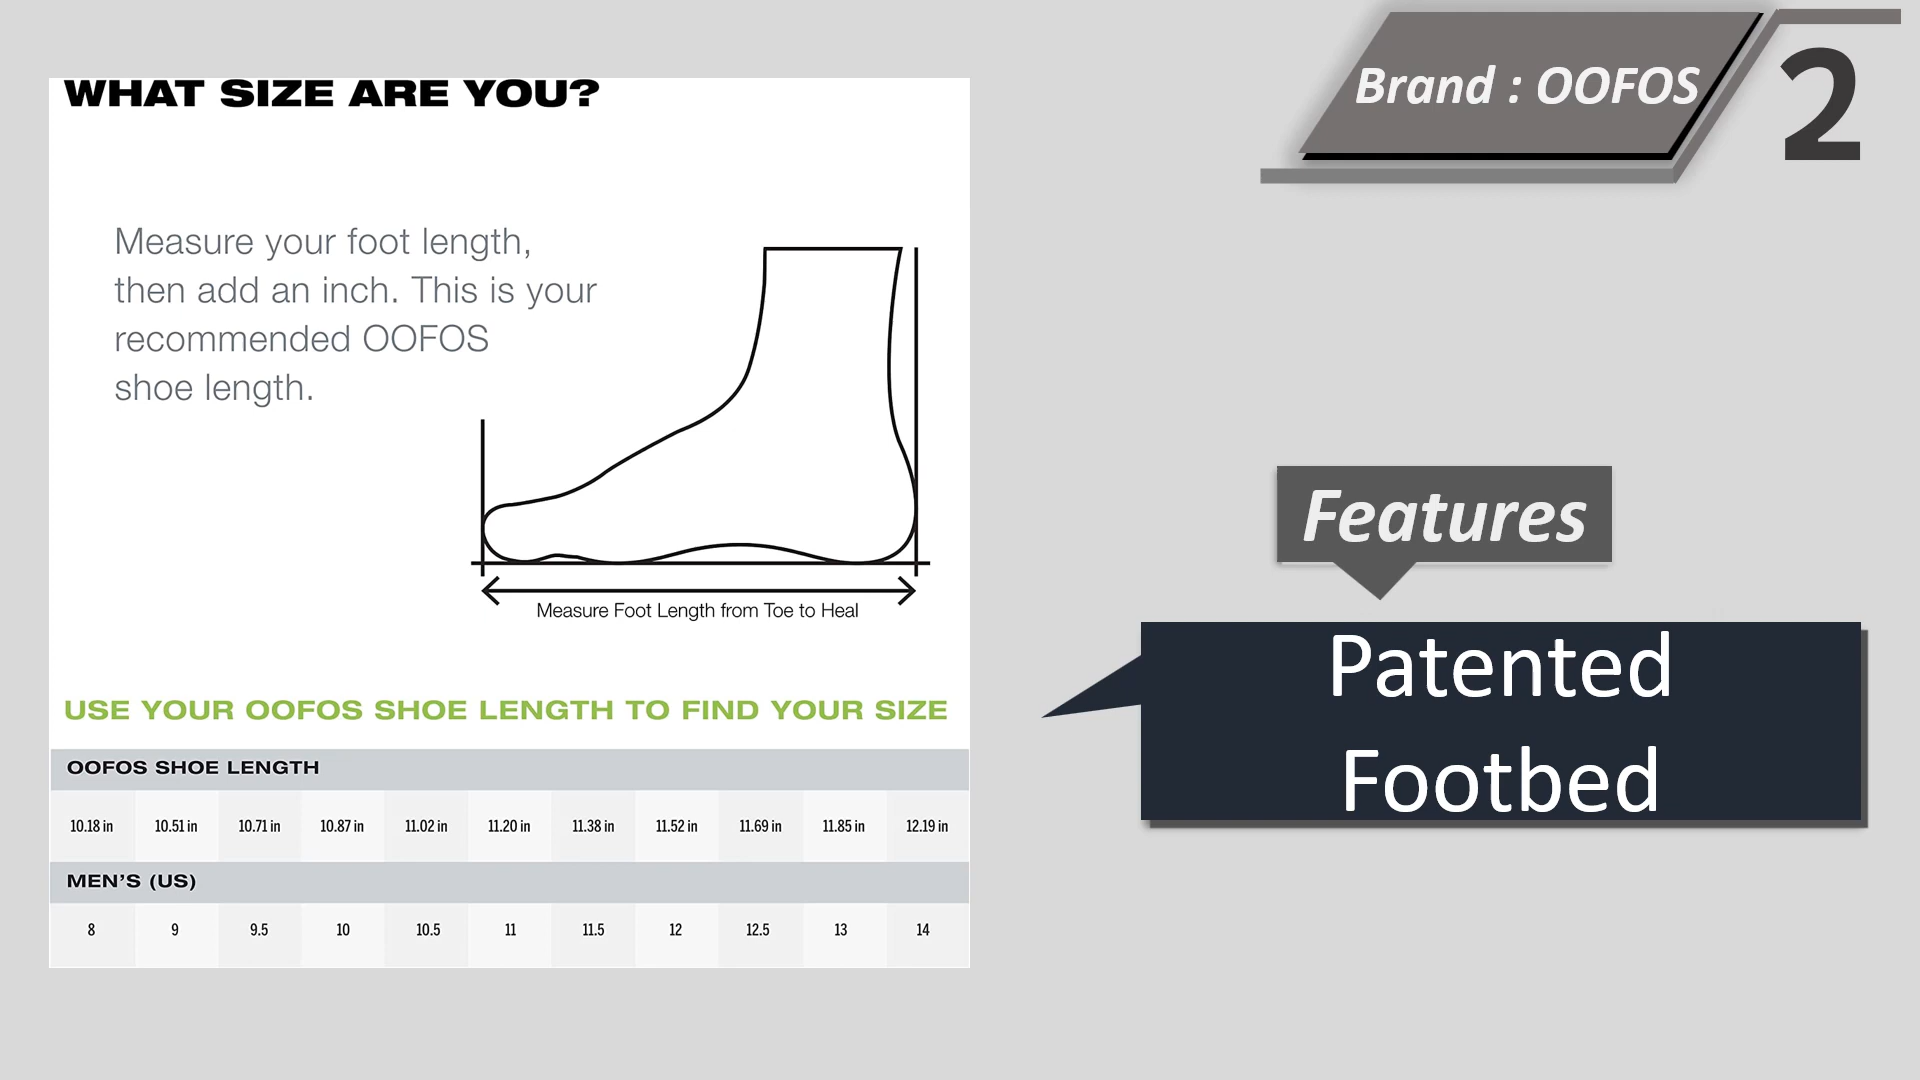 WHAT SIZE ARE YOU?
Measure your foot length,
then add an inch. This is your
recommended OOFOS
shoe length.
Measure Foot Length from Toe to Heal
USE YOUR OOFOS SHOE LENGTH TO FIND YOUR SIZE
OOFOS SHOE LENGTH
10.18 in 10.51 in 10.71 in 10.87 in 11.02 in 11.20 in 11.38 in 11.52 in 11.69 in 11.85 in 12.19 in
MEN'S (US)
8 9 9.5 10 10.5 11 11.5 12 12.5 13 14
Brand : OOFOS
2
Features
Patented
Footbed